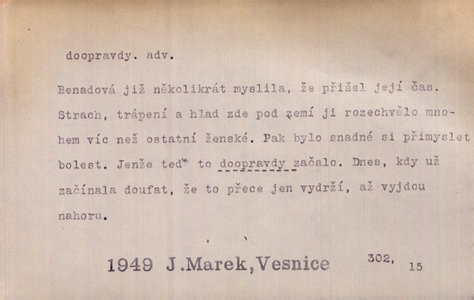 doopravdy. adv.
Benadová již několikrát myslila, že přišel její čas.
Strach, trápení a hlad zde pod zemí ji rozechvělo mno-
hem víc než ostatní ženské. Pak bylo snadné si přimyslet
bolest. Jenže teď to doopravdy začalo. Dnes, kdy už
začínala doufat, že to přece jen vydrží, až vyjdou
nahoru.
1949 J.Marek,Vesnice 302, 15